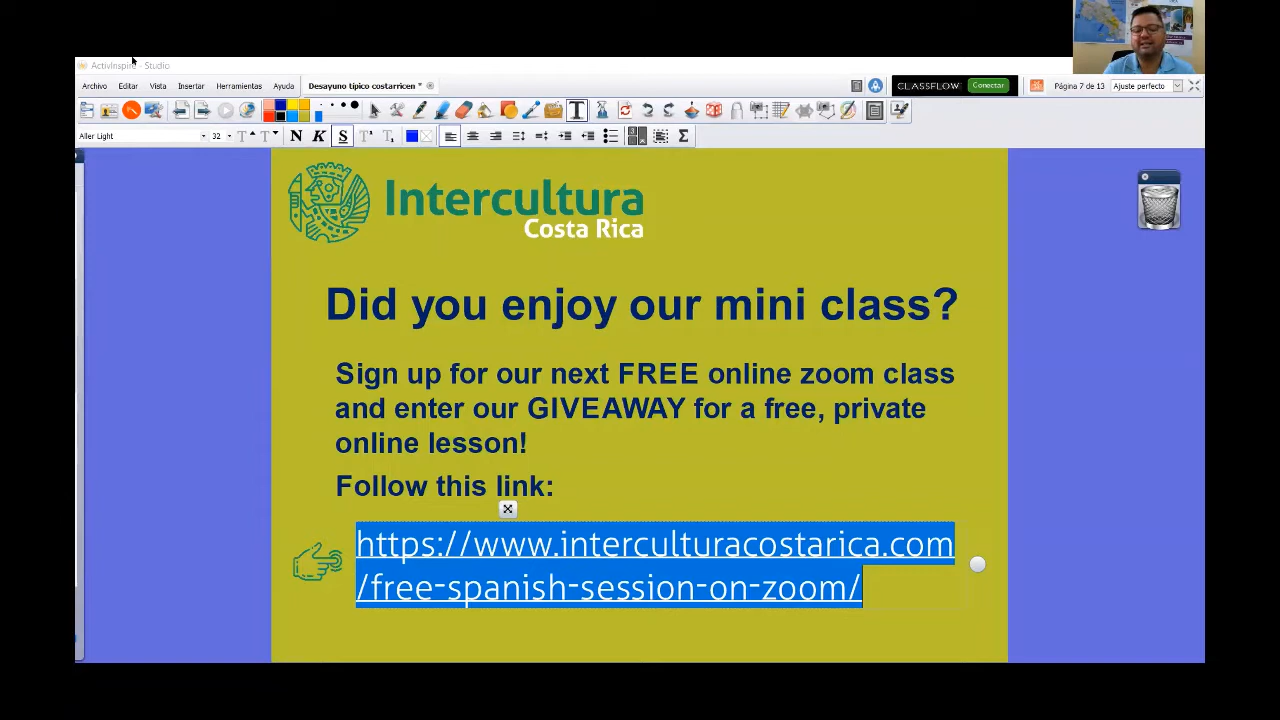 ActivInspire - Studio
Archivo Editar Vista Insertar Herramientas Ayuda Desayuno típico costarricen * CLASSFLOW Conectar Página 7 de 13 Ajuste perfecto
Aller Light 32 N K S
Intercultura
Costa Rica
Did you enjoy our mini class?
Sign up for our next FREE online zoom class
and enter our GIVEAWAY for a free, private
online lesson!
Follow this link:
https://www.interculturacostarica.com
/free-spanish-session-on-zoom/